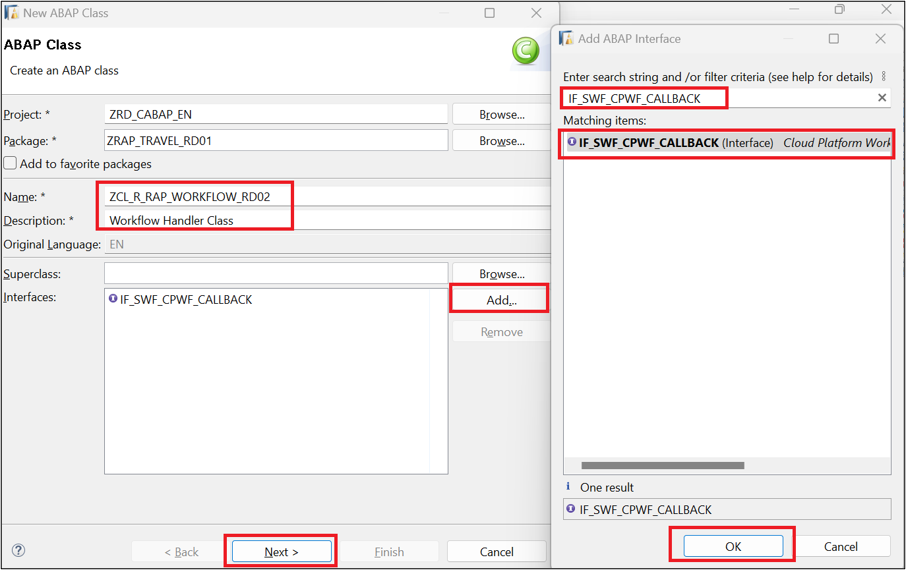 New ABAP Class
ABAP Class
Create an ABAP class
Project: *
ZRD_CABAP_EN
Browse...
Package: *
ZRAP_TRAVEL_RD01
Browse...
Add to favorite packages
Name: *
ZCL_R_RAP_WORKFLOW_RD02
Description: *
Workflow Handler Class
Original Language:
EN
Superclass:
Browse...
Interfaces:
IF_SWF_CPWF_CALLBACK
Add...
Remove
< Back
Next >
Finish
Cancel
Add ABAP Interface
Enter search string and /or filter criteria (see help for details)
IF_SWF_CPWF_CALLBACK
Matching items:
IF_SWF_CPWF_CALLBACK (Interface) Cloud Platform Work
One result
IF_SWF_CPWF_CALLBACK
OK
Cancel